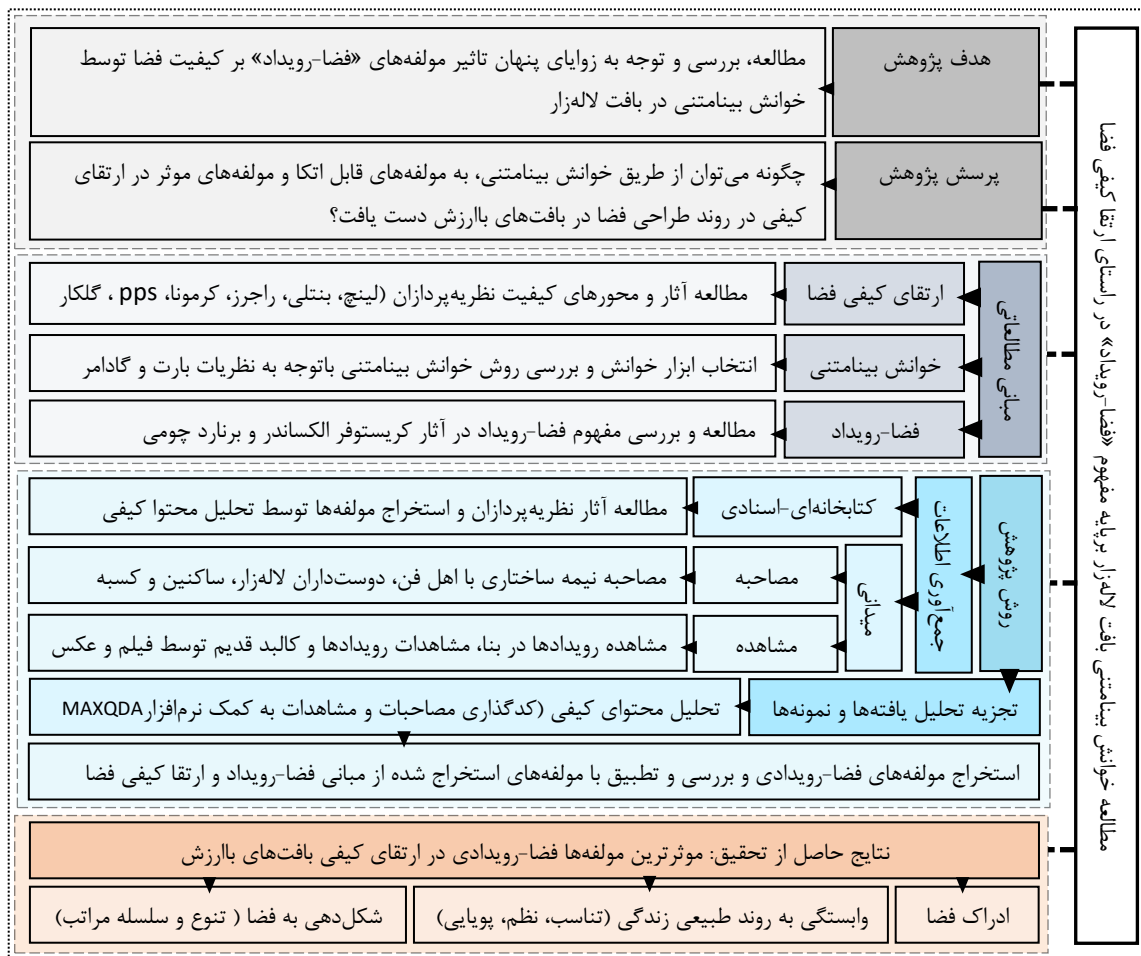 مطالعه خوانش بینامتنی بافت لاله‌زار برپایه مفهوم «فضا-رویداد» در راستای ارتقا کیفی فضا
هدف پژوهش
مطالعه، بررسی و توجه به زوایای پنهان تاثیر مولفه‌های «فضا-رویداد» بر کیفیت فضا توسط
خوانش بینامتنی در بافت لاله‌زار
پرسش پژوهش
چگونه می‌توان از طریق خوانش بینامتنی، به مولفه‌های قابل اتکا و مولفه‌های موثر در ارتقای
کیفی در روند طراحی فضا در بافت‌های باارزش دست یافت؟
مبانی مطالعاتی
ارتقای کیفی فضا
مطالعه آثار و محورهای کیفیت نظریه‌پردازان (لینچ، بنتلی، راجرز، کرمونا، pps ، گلکار
خوانش بینامتنی
انتخاب ابزار خوانش و بررسی روش خوانش بینامتنی باتوجه به نظریات بارت و گادامر
فضا-رویداد
مطالعه و بررسی مفهوم فضا-رویداد در آثار کریستوفر الکساندر و برنارد چومی
روش پژوهش
جمع‌آوری اطلاعات
کتابخانه‌ای-اسنادی
مطالعه آثار نظریه‌پردازان و استخراج مولفه‌ها توسط تحلیل محتوا کیفی
میدانی
مصاحبه
مصاحبه نیمه ساختاری با اهل فن، دوست‌داران لاله‌زار، ساکنین و کسبه
مشاهده
مشاهده رویدادها در بنا، مشاهدات رویدادها و کالبد قدیم توسط فیلم و عکس
تجزیه تحلیل یافته‌ها و نمونه‌ها
تحلیل محتوای کیفی (کدگذاری مصاحبات و مشاهدات به کمک نرم‌افزار MAXQDA
استخراج مولفه‌های فضا-رویدادی و بررسی و تطبیق با مولفه‌های استخراج شده از مبانی فضا-رویداد و ارتقا کیفی فضا
نتایج حاصل از تحقیق: موثرترین مولفه‌ها فضا-رویدادی در ارتقای کیفی بافت‌های باارزش
ادراک فضا
وابستگی به روند طبیعی زندگی (تناسب، نظم، پویایی)
شکل‌دهی به فضا ( تنوع و سلسله مراتب)